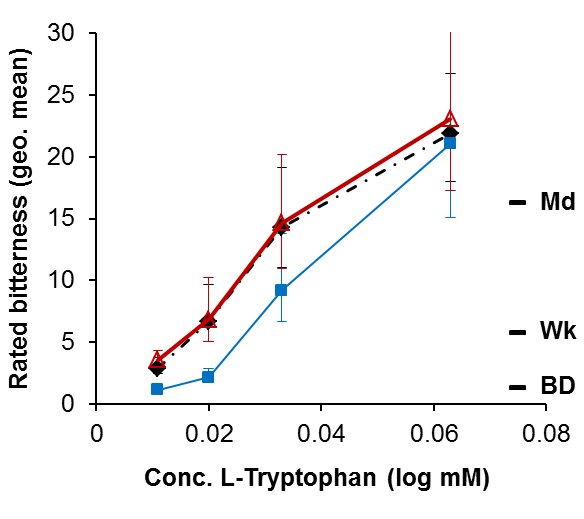 Rated bitterness (geo. mean)
30
25
20
15
10
5
0
Md
Wk
BD
0
0.02
0.04
0.06
0.08
Conc. L-Tryptophan (log mM)